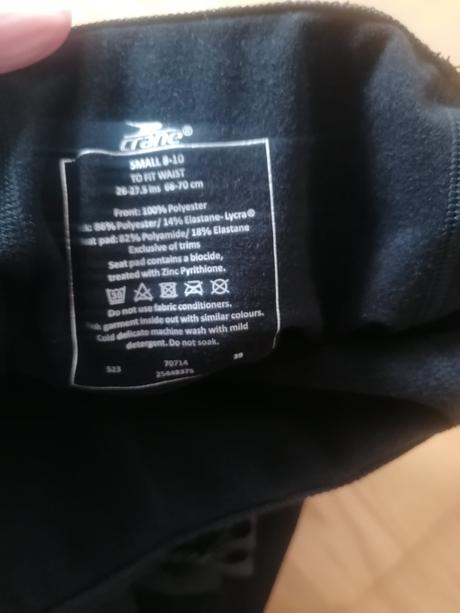 crane®
SMALL 8-10
TO FIT WAIST
26-27.5 ins 66-70 cm
Front: 100% Polyester
86% Polyester/ 14% Elastane- Lycra®
pad: 82% Polyamide/ 18% Elastane
Exclusive of trims
Seat pad contains a biocide,
treated with Zinc Pyrithione.
30
Do not use fabric conditioners.
garment inside out with similar colours.
Cold delicate machine wash with mild
detergent. Do not soak.
70714 39
S23